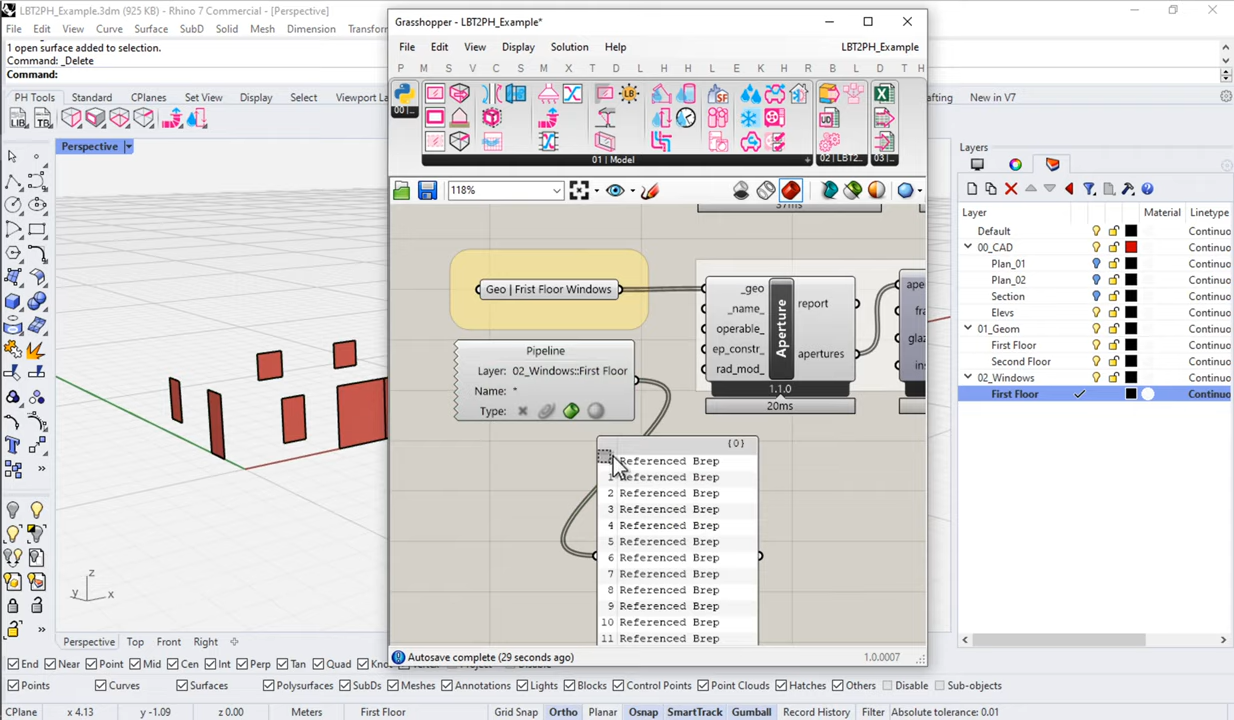 LBT2PH_Example.3dm (925 KB) - Rhino 7 Commercial - [Perspective]
File Edit View Curve Surface SubD Solid Mesh Dimension Transform
1 open surface added to selection.
Command: _Delete
Command:
PH Tools Standard CPlanes Set View Display Select Viewport La
rafting New in V7
Perspective
z
y x
Perspective Top Front Right
End Near Point Mid Cen Int Perp Tan Quad Kno
Points Curves Surfaces Polysurfaces SubDs Meshes Annotations Lights Blocks Control Points Point Clouds Hatches Others Disable Sub-objects
CPlane x 4.13 y -1.09 z 0.00 Meters First Floor Grid Snap Ortho Planar Osnap SmartTrack Gumball Record History Filter Absolute tolerance: 0.01
Grasshopper - LBT2PH_Example*
File Edit View Display Solution Help LBT2PH_Example
P M S V C S M X T D L H H L E K H L D T H
001...
01 | Model
02 | LBT2...
03 |...
118%
37ms
Geo | Frist Floor Windows
Pipeline
Layer: 02_Windows::First Floor
Name: *
Type:
_geo
_name_
operable_
ep_constr_
rad_mod_
Aperture
report
apertures
1.1.0
20ms
{0}
Referenced Brep
1 Referenced Brep
2 Referenced Brep
3 Referenced Brep
4 Referenced Brep
5 Referenced Brep
6 Referenced Brep
7 Referenced Brep
8 Referenced Brep
9 Referenced Brep
10 Referenced Brep
11 Referenced Brep
Autosave complete (29 seconds ago) 1.0.0007
Layers
Layer Material Linetype
Default Continuo
00_CAD Continuo
Plan_01 Continuo
Plan_02 Continuo
Section Continuo
Elevs Continuo
01_Geom Continuo
First Floor Continuo
Second Floor Continuo
02_Windows Continuo
First Floor Continuo